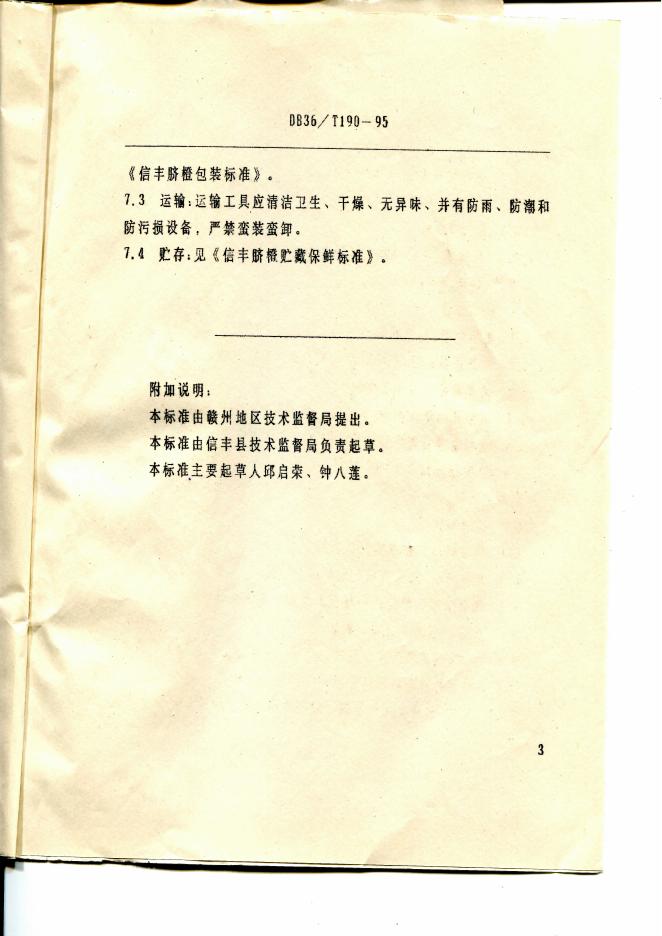 DB36/T190-95
《信丰脐橙包装标准》。
7.3 运输:运输工具应清洁卫生、干燥、无异味、并有防雨、防潮和
防污损设备，严禁蛮装蛮卸。
7.4 贮存:见《信丰脐橙贮藏保鲜标准》。
附加说明:
本标准由赣州地区技术监督局提出。
本标准由信丰县技术监督局负责起草。
本标准主要起草人邱启荣、钟八莲。
3